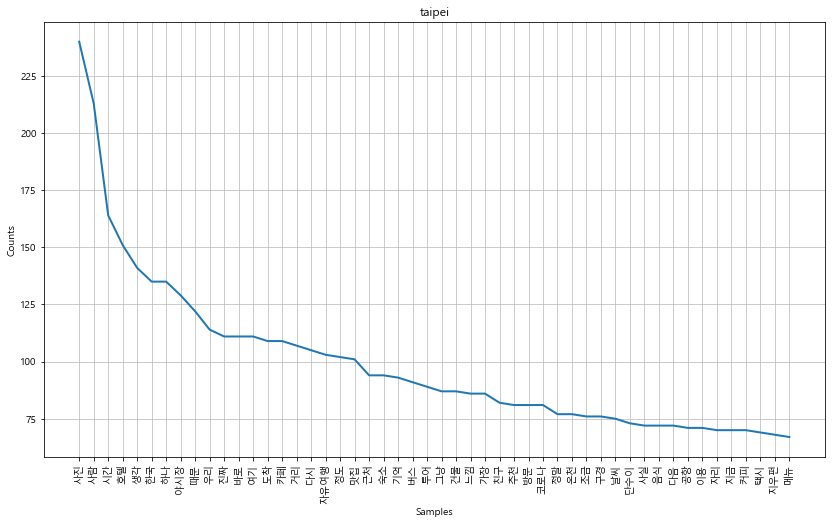 taipei
225
200
175
150
125
100
75
Counts
사진
사람
시간
호텔
생각
한국
하나
야시장
때문
우리
진짜
바로
여기
도착
카페
거리
다시
자유여행
정도
맛집
근처
숙소
기억
버스
투어
그냥
건물
느낌
가장
친구
추천
방문
코로나
정말
온천
조금
구경
날씨
단수이
사실
음식
다음
공항
이용
자리
지금
커피
택시
지우펀
메뉴
Samples